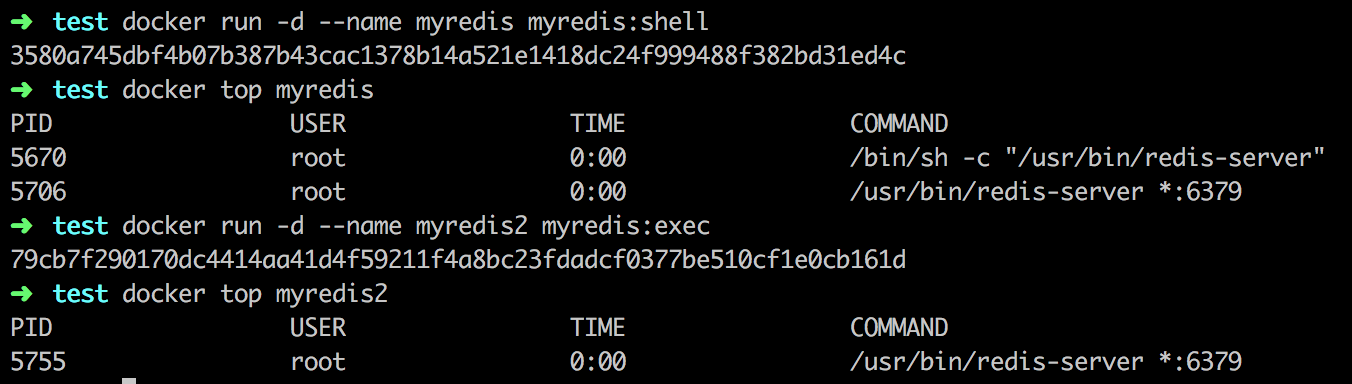 ➜ test docker run -d --name myredis myredis:shell
3580a745dbf4b07b387b43cac1378b14a521e1418dc24f999488f382bd31ed4c
➜ test docker top myredis
PID USER TIME COMMAND
5670 root 0:00 /bin/sh -c "/usr/bin/redis-server"
5706 root 0:00 /usr/bin/redis-server *:6379
➜ test docker run -d --name myredis2 myredis:exec
79cb7f290170dc4414aa41d4f59211f4a8bc23fdadcf0377be510cf1e0cb161d
➜ test docker top myredis2
PID USER TIME COMMAND
5755 root 0:00 /usr/bin/redis-server *:6379